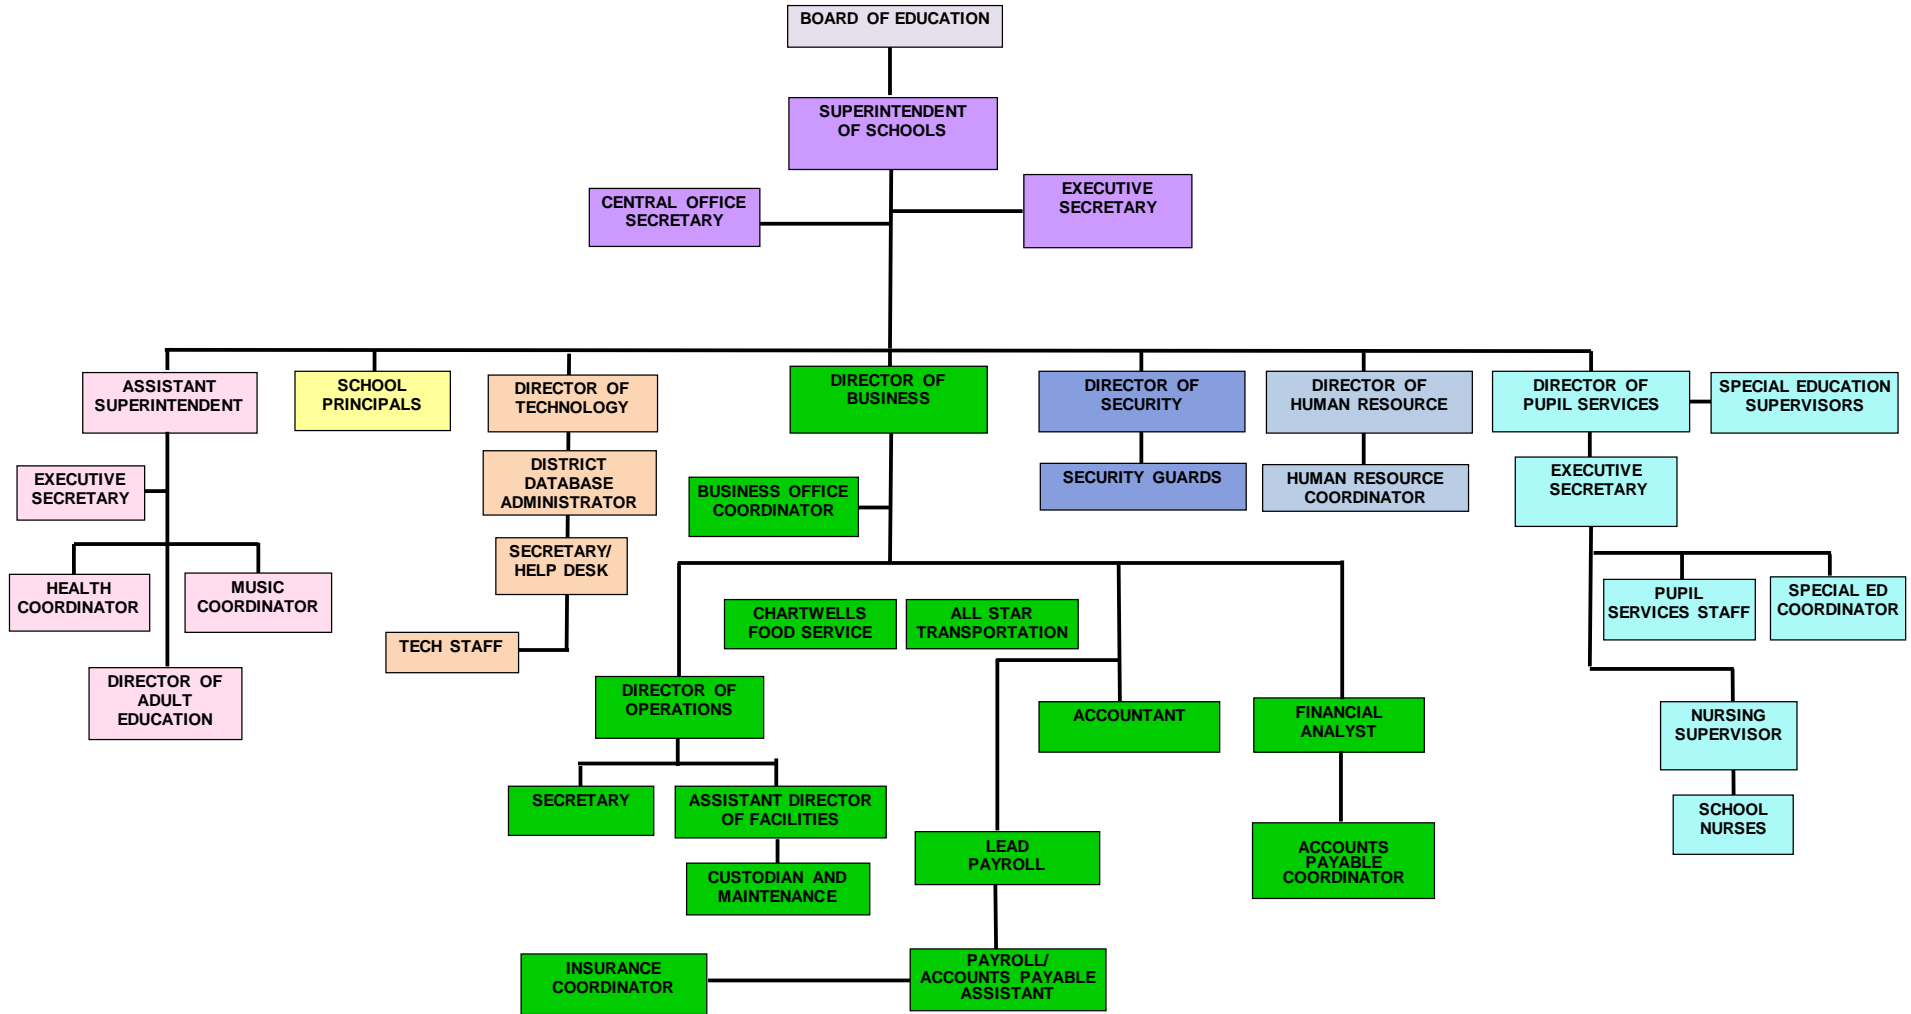 BOARD OF EDUCATION
SUPERINTENDENT
OF SCHOOLS
CENTRAL OFFICE
SECRETARY
EXECUTIVE
SECRETARY
ASSISTANT
SUPERINTENDENT
SCHOOL
PRINCIPALS
DIRECTOR OF
TECHNOLOGY
DIRECTOR OF
BUSINESS
DIRECTOR OF
SECURITY
DIRECTOR OF
HUMAN RESOURCE
DIRECTOR OF
PUPIL SERVICES
SPECIAL EDUCATION
SUPERVISORS
EXECUTIVE
SECRETARY
DISTRICT
DATABASE
ADMINISTRATOR
BUSINESS OFFICE
COORDINATOR
SECURITY GUARDS
HUMAN RESOURCE
COORDINATOR
EXECUTIVE
SECRETARY
HEALTH
COORDINATOR
MUSIC
COORDINATOR
SECRETARY/
HELP DESK
CHARTWELLS
FOOD SERVICE
ALL STAR
TRANSPORTATION
PUPIL
SERVICES STAFF
SPECIAL ED
COORDINATOR
TECH STAFF
DIRECTOR OF
ADULT
EDUCATION
DIRECTOR OF
OPERATIONS
ACCOUNTANT
FINANCIAL
ANALYST
NURSING
SUPERVISOR
SECRETARY
ASSISTANT DIRECTOR
OF FACILITIES
SCHOOL
NURSES
LEAD
PAYROLL
ACCOUNTS
PAYABLE
COORDINATOR
CUSTODIAN AND
MAINTENANCE
INSURANCE
COORDINATOR
PAYROLL/
ACCOUNTS PAYABLE
ASSISTANT